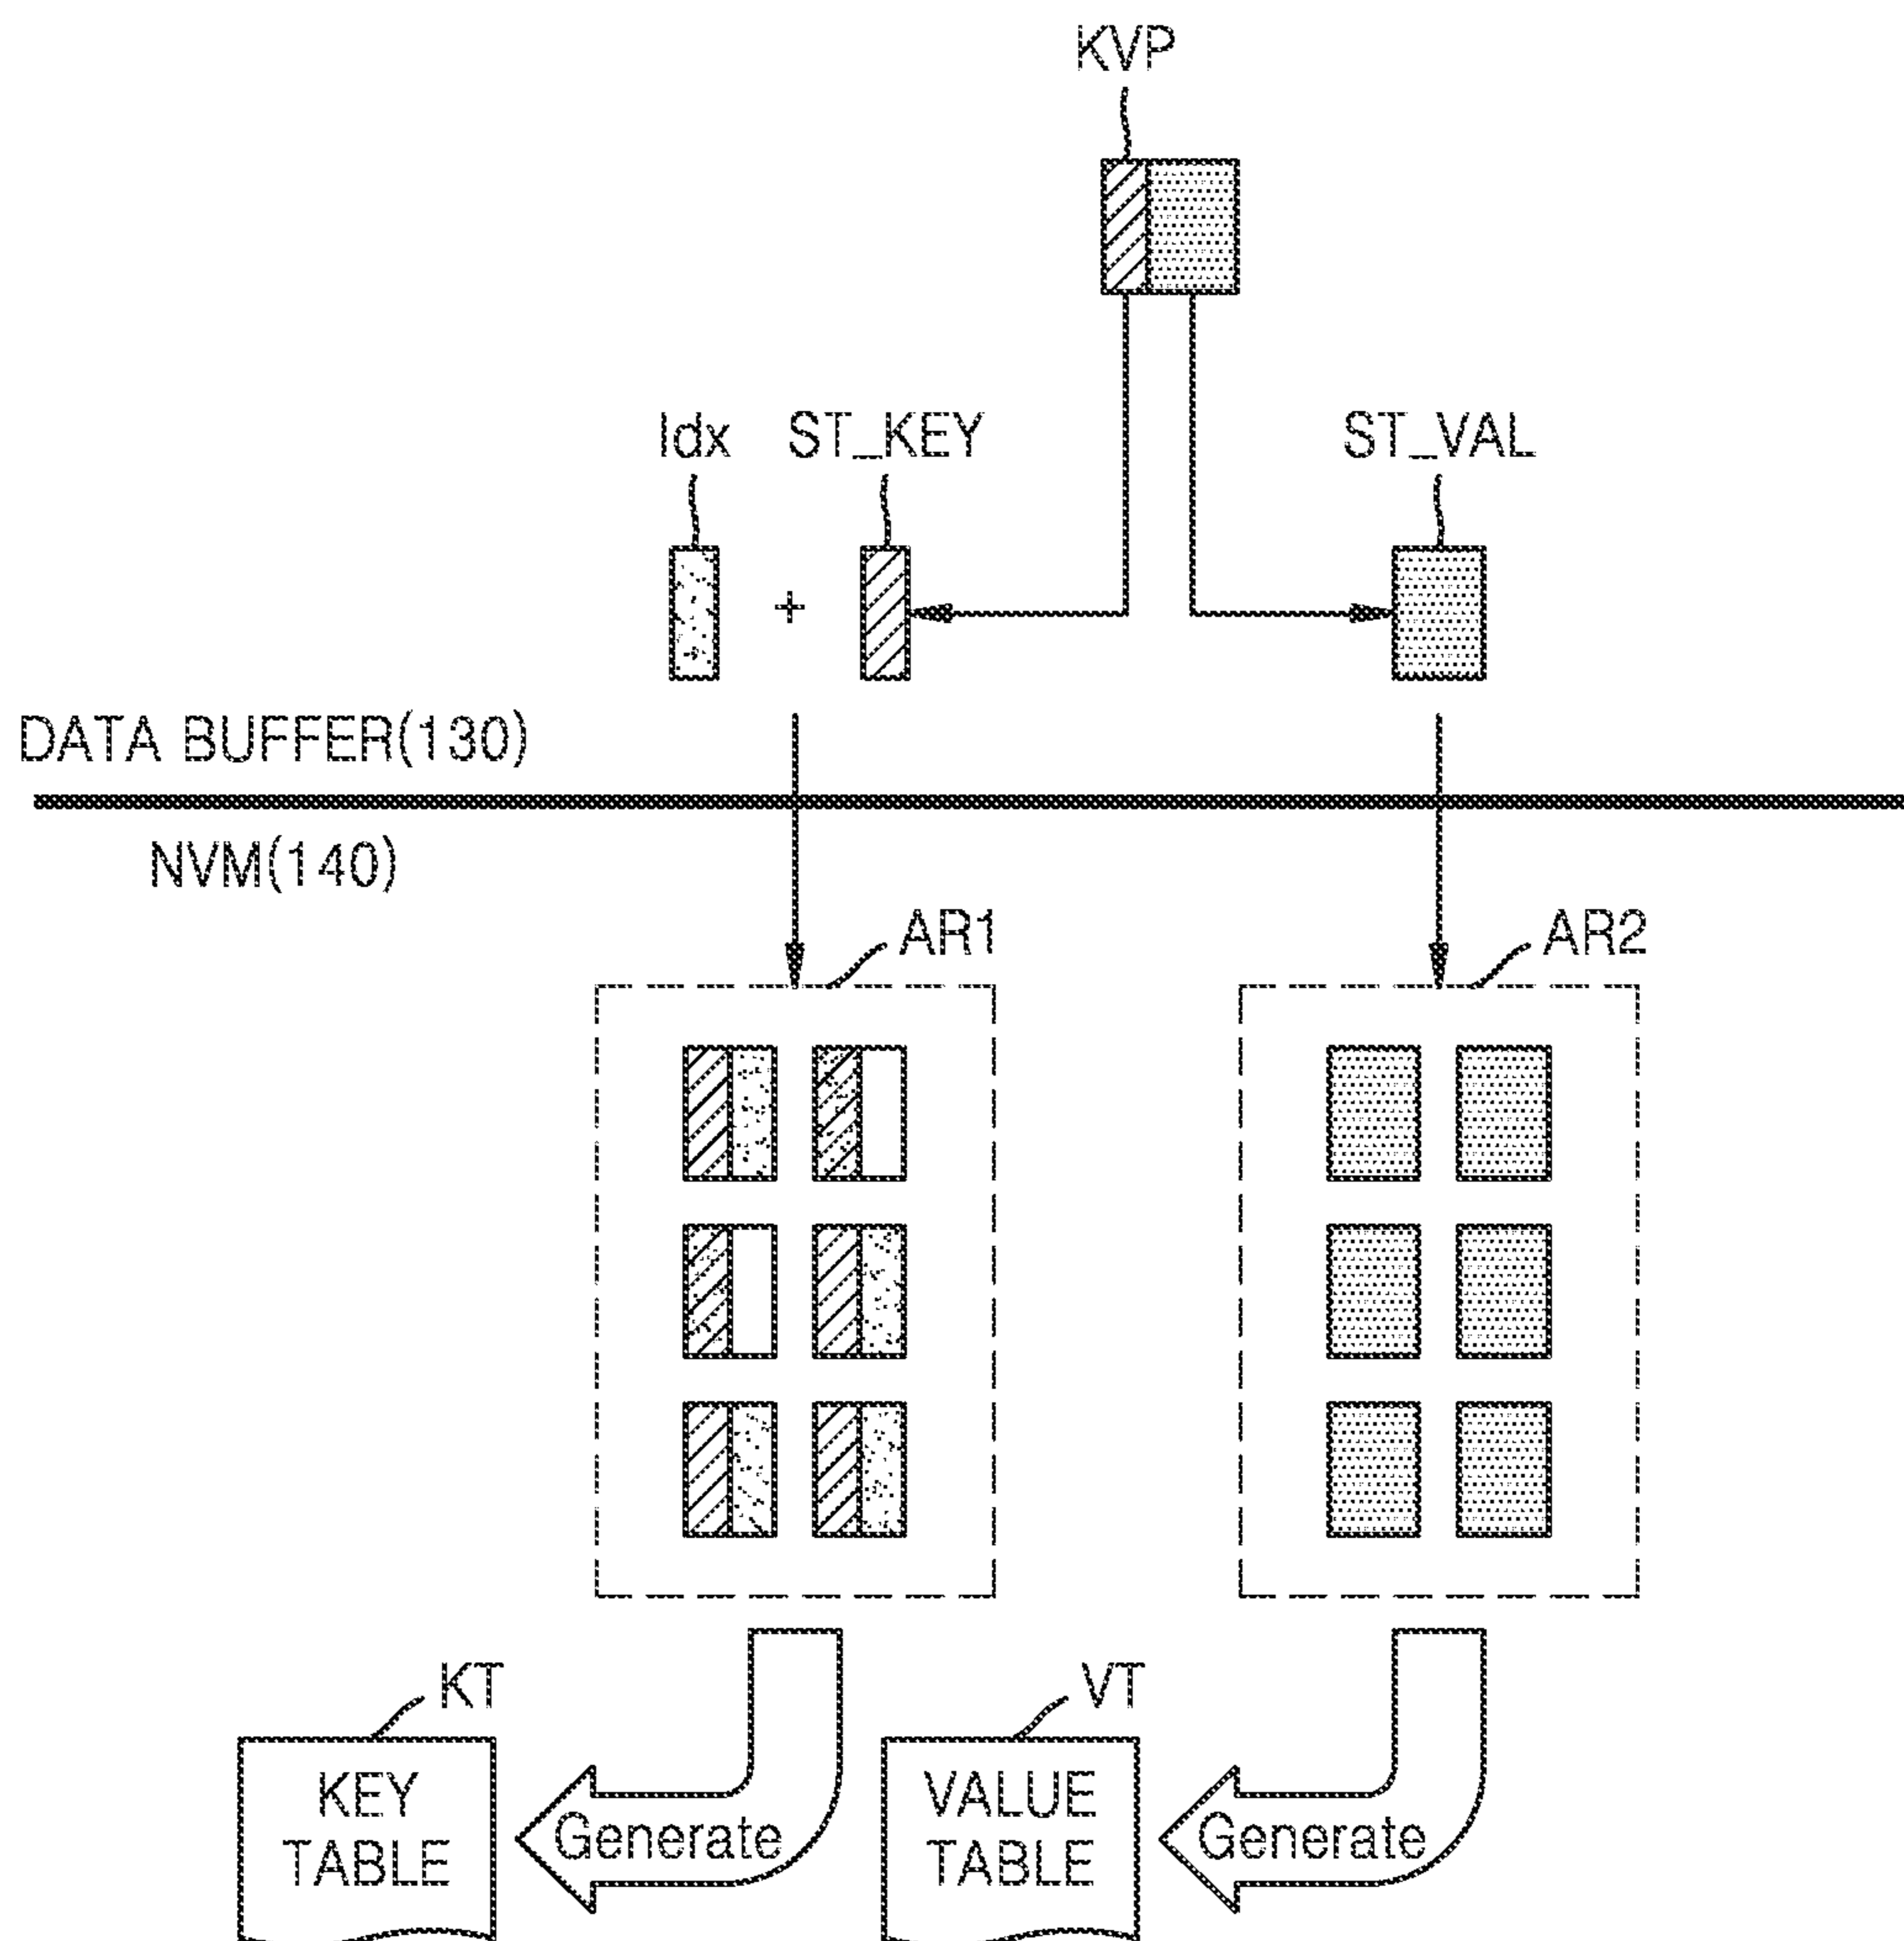 KVP
Idx
ST_KEY
ST_VAL
+
DATA BUFFER(130)
NVM(140)
AR1
AR2
KT
VT
KEY
TABLE
Generate
VALUE
TABLE
Generate